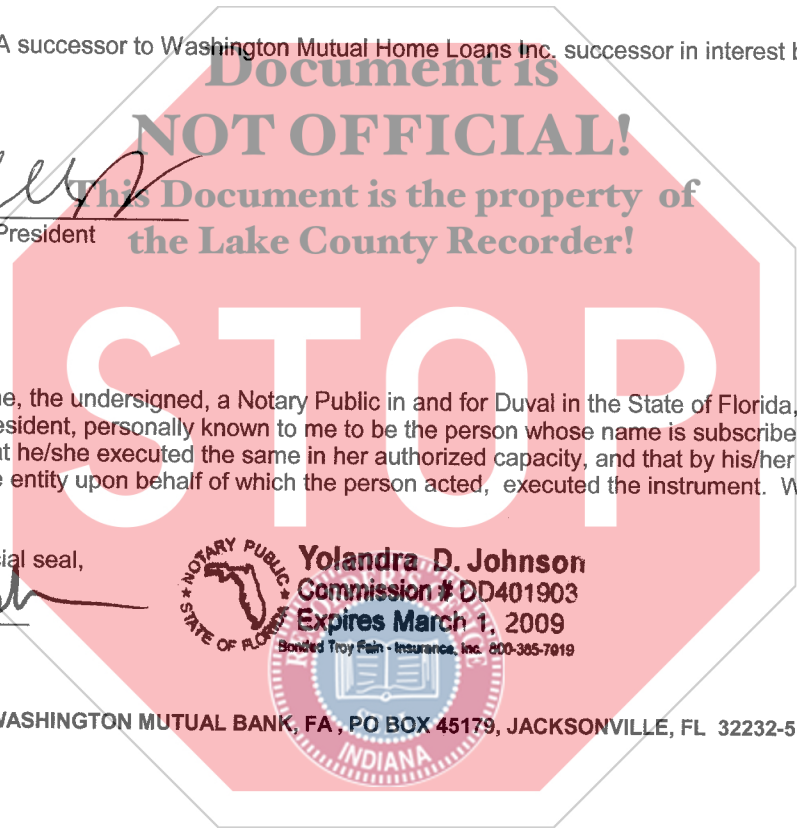 A successor to Washington Mutual Home Loans Inc. successor in interest b
Document is
NOT OFFICIAL!
This Document is the property of
the Lake County Recorder!
President
STOP
ne, the undersigned, a Notary Public in and for Duval in the State of Florida,
esident, personally known to me to be the person whose name is subscribe
t he/she executed the same in her authorized capacity, and that by his/her
e entity upon behalf of which the person acted, executed the instrument. W
cial seal,
NOTARY PUBLIC
STATE OF FLORIDA
Yolandra D. Johnson
Commission # DD401903
Expires March 1, 2009
Bonded Troy Fain - Insurance, Inc. 800-385-7019
RECORDER'S OFFICE
SEAL
INDIANA
WASHINGTON MUTUAL BANK, FA , PO BOX 45179, JACKSONVILLE, FL 32232-5